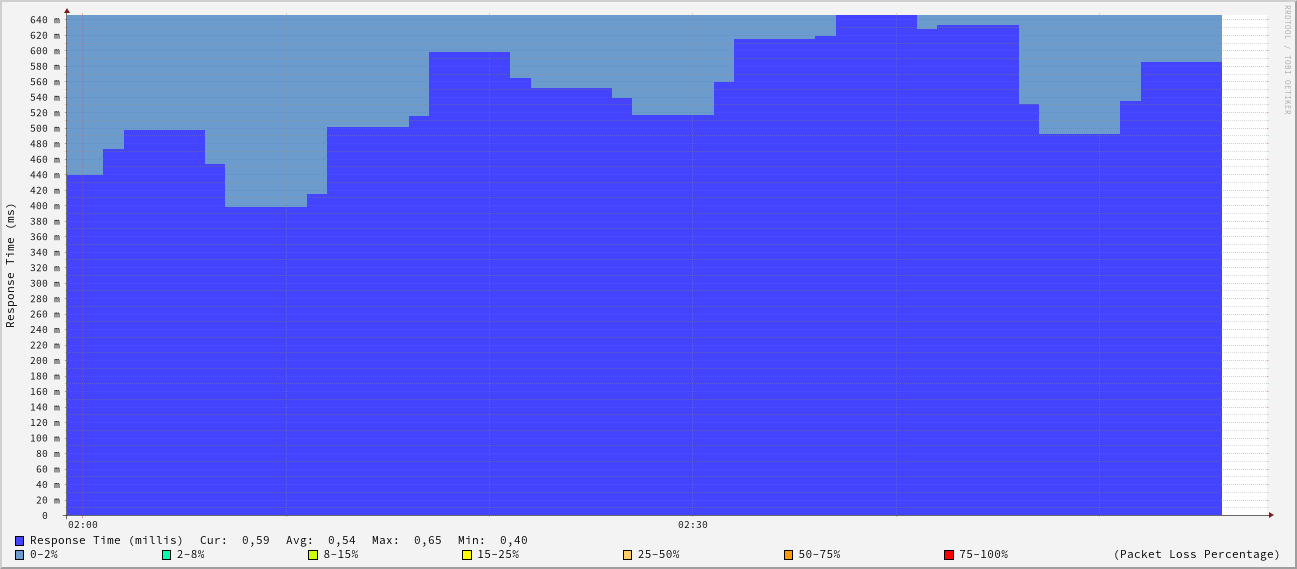 RRDTOOL / TOBI OETIKER
Response Time (ms)
640 m
620 m
600 m
580 m
560 m
540 m
520 m
500 m
480 m
460 m
440 m
420 m
400 m
380 m
360 m
340 m
320 m
300 m
280 m
260 m
240 m
220 m
200 m
180 m
160 m
140 m
120 m
100 m
80 m
60 m
40 m
20 m
0
02:00 02:30
Response Time (millis) Cur: 0,59 Avg: 0,54 Max: 0,65 Min: 0,40
0-2% 2-8% 8-15% 15-25% 25-50% 50-75% 75-100% (Packet Loss Percentage)